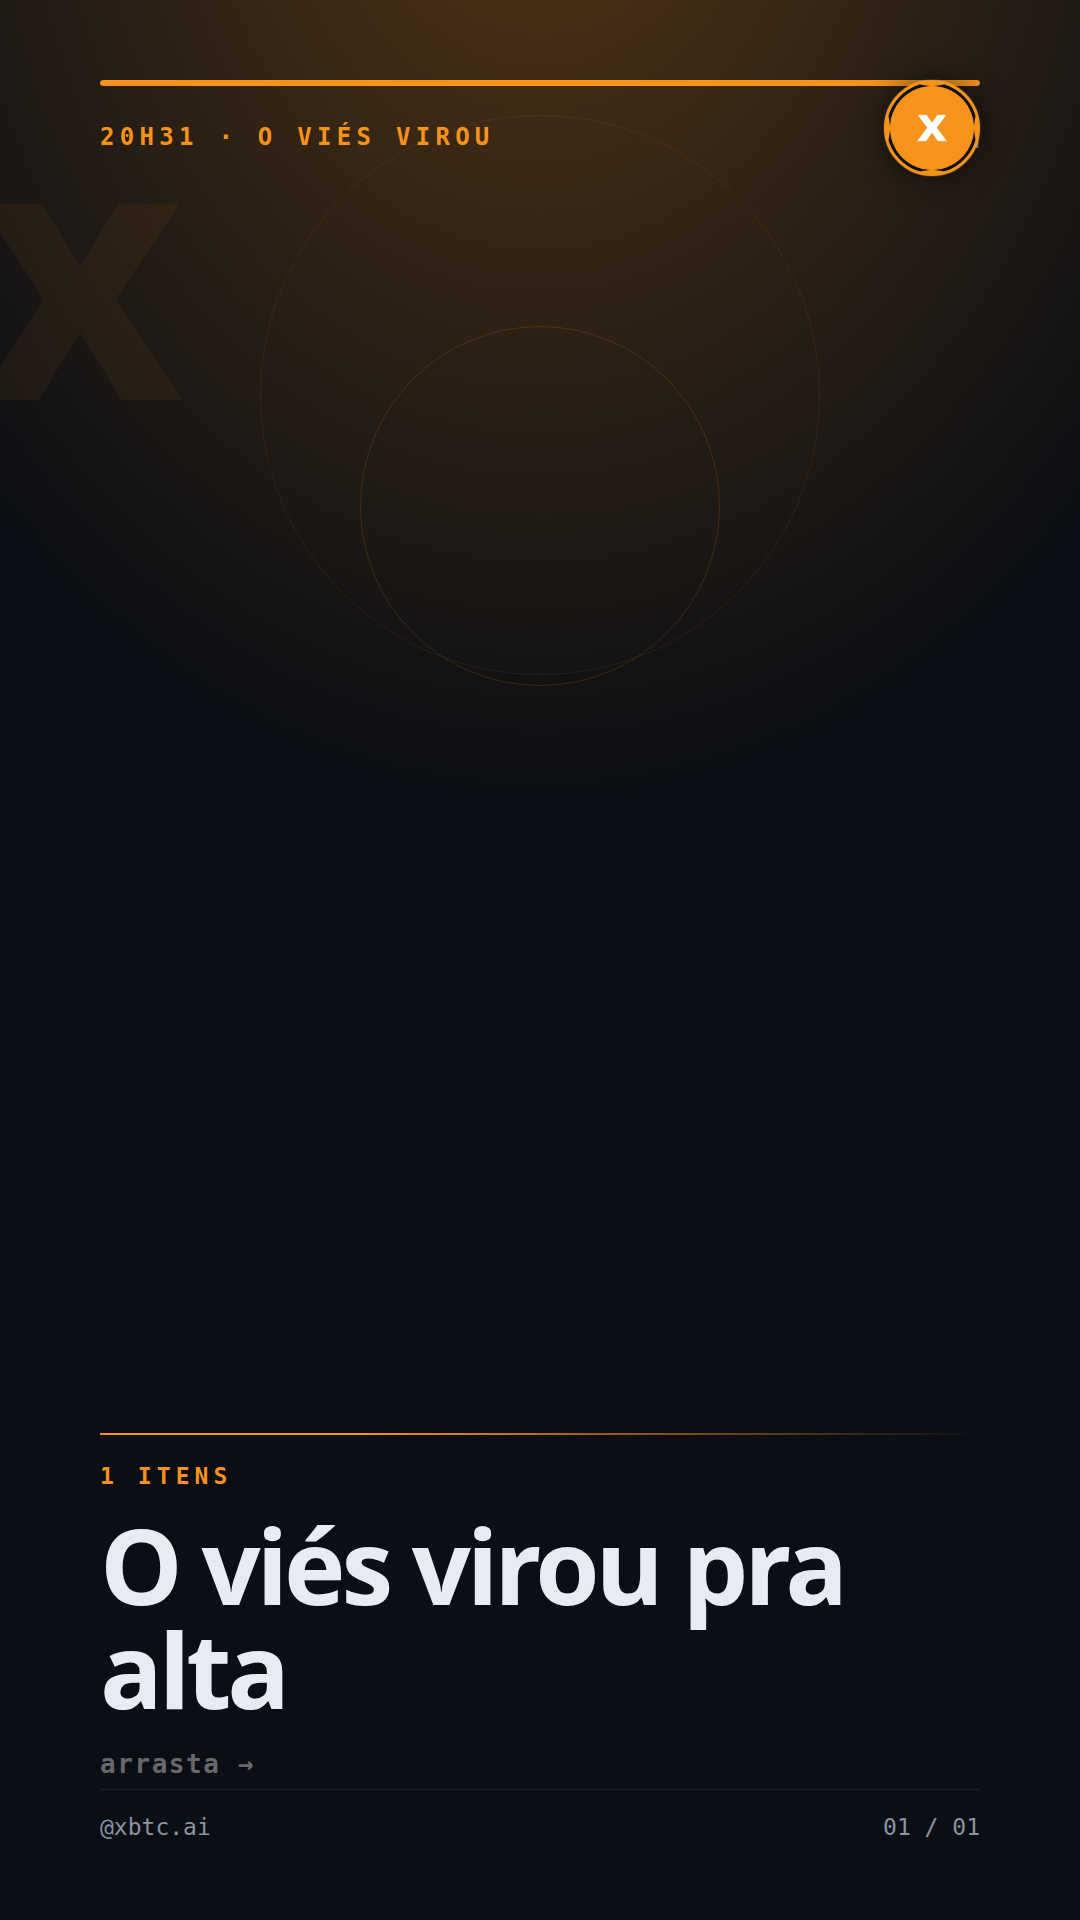 20H31 · O VIÉS VIROU
x
x
1 ITENS
O viés virou pra
alta
arrasta →
@xbtc.ai
01 / 01